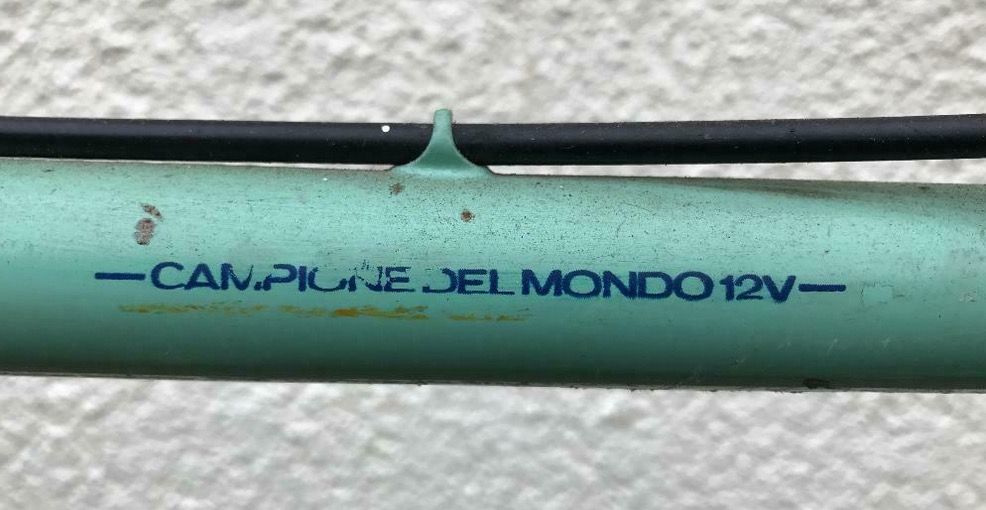 CAMPIONE DEL MONDO 12V